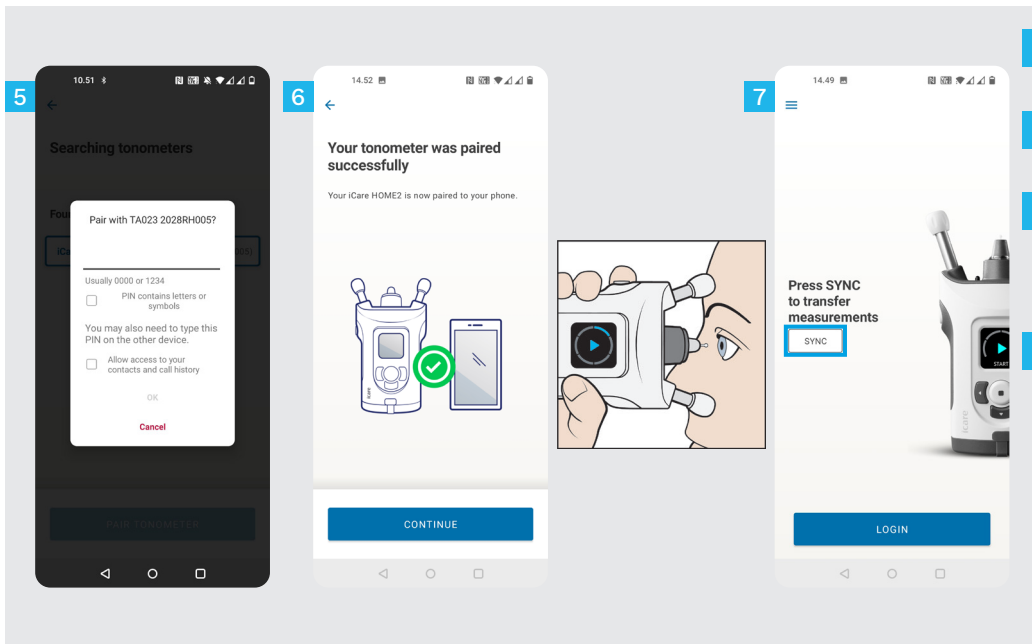 5
10.51
Searching tonometers
Pair with TA023 2028RH005?
Usually 0000 or 1234
PIN contains letters or
symbols
You may also need to type this
PIN on the other device.
Allow access to your
contacts and call history
OK
Cancel
PAIR TONOMETER
6
14.52
Your tonometer was paired
successfully
Your iCare HOME2 is now paired to your phone.
icare
CONTINUE
7
14.49
Press SYNC
to transfer
measurements
SYNC
START
icare
LOGIN